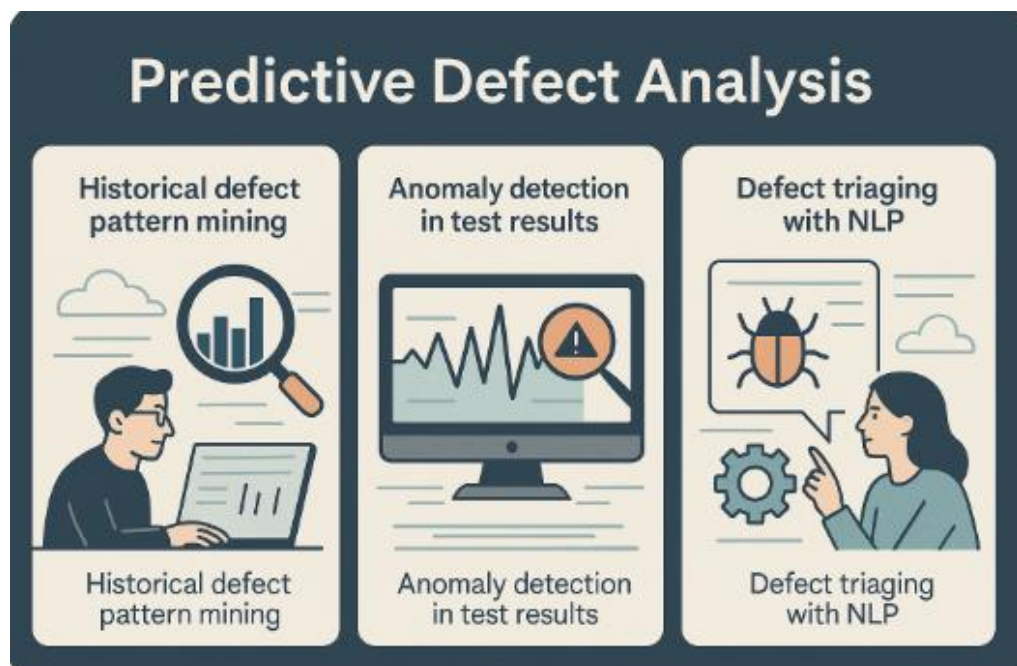 Predictive Defect Analysis
Historical defect
pattern mining
Anomaly detection
in test results
Defect triaging
with NLP
Historical defect
pattern mining
Anomaly detection
in test results
Defect triaging
with NLP